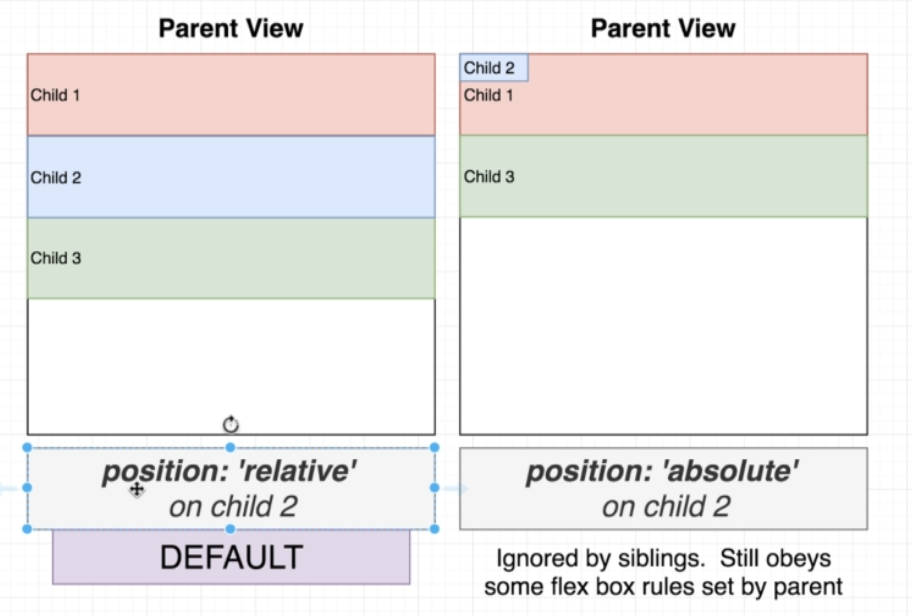 Parent View
Child 1
Child 2
Child 3
position: 'relative'
on child 2
DEFAULT
Parent View
Child 2
Child 1
Child 3
position: 'absolute'
on child 2
Ignored by siblings.  Still obeys
some flex box rules set by parent